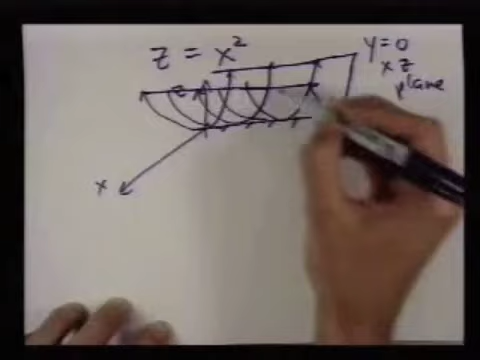 z = x²
y=0
x z
plane
z
x